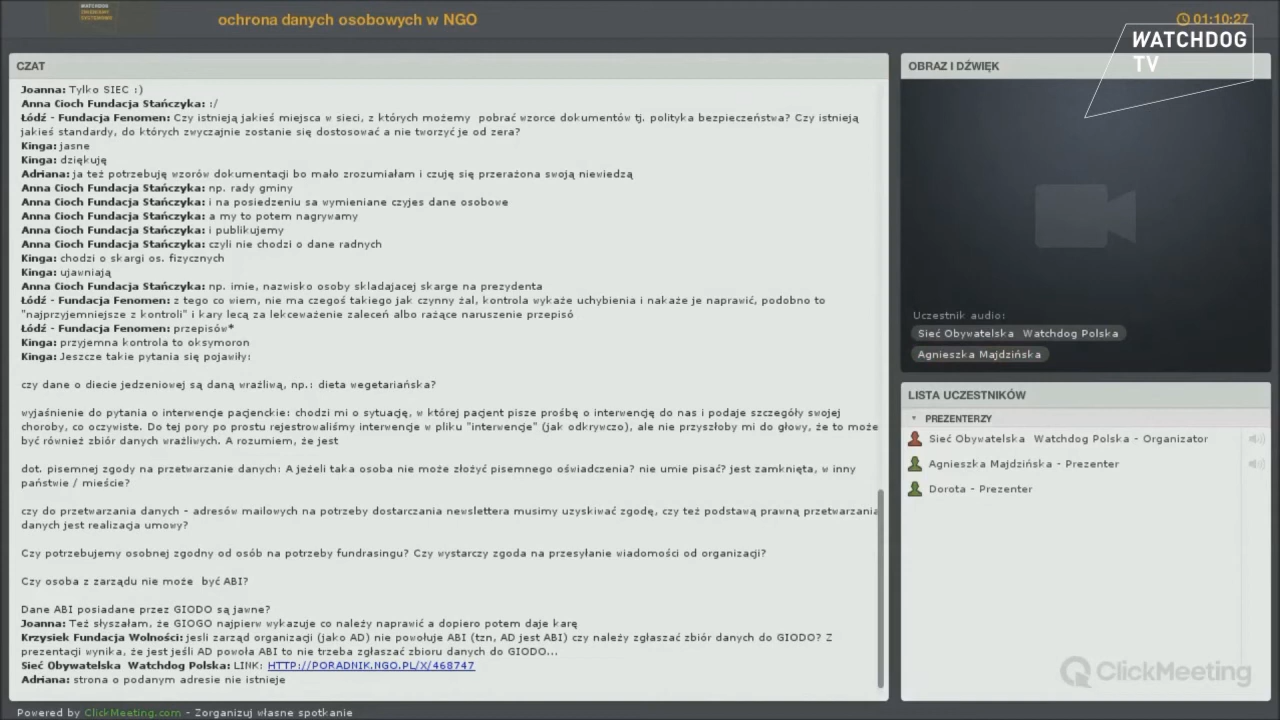 WATCHDOG
ochrona danych osobowych w NGO
01:10:27
WATCHDOG
TV
CZAT
Joanna: Tylko SIEC :)
Anna Cioch Fundacja Stańczyka: :/
Łódź - Fundacja Fenomen: Czy istnieją jakieś miejsca w sieci, z których możemy pobrać wzorce dokumentów tj. polityka bezpieczeństwa? Czy istnieją
jakieś standardy, do których zwyczajnie zostanie się dostosować a nie tworzyć je od zera?
Kinga: jasne
Kinga: dziękuję
Adriana: ja też potrzebuję wzorów dokumentacji bo mało zrozumiałam i czuję się przerażona swoją niewiedzą
Anna Cioch Fundacja Stańczyka: np. rady gminy
Anna Cioch Fundacja Stańczyka: i na posiedzeniu sa wymieniane czyjes dane osobowe
Anna Cioch Fundacja Stańczyka: a my to potem nagrywamy
Anna Cioch Fundacja Stańczyka: i publikujemy
Anna Cioch Fundacja Stańczyka: czyli nie chodzi o dane radnych
Kinga: chodzi o skargi os. fizycznych
Kinga: ujawniają
Anna Cioch Fundacja Stańczyka: np. imie, nazwisko osoby skladajacej skarge na prezydenta
Łódź - Fundacja Fenomen: z tego co wiem, nie ma czegoś takiego jak czynny żal, kontrola wykaże uchybienia i nakaże je naprawić, podobno to
"najprzyjemniejsze z kontroli" i kary lecą za lekceważenie zaleceń albo rażące naruszenie przepisó
Łódź - Fundacja Fenomen: przepisów*
Kinga: przyjemna kontrola to oksymoron
Kinga: Jeszcze takie pytania się pojawiły:
czy dane o diecie jedzeniowej są daną wrażliwą, np.: dieta wegetariańska?
wyjaśnienie do pytania o interwencje pacjenckie: chodzi mi o sytuację, w której pacjent pisze prośbę o interwencję do nas i podaje szczegóły swojej
choroby, co oczywiste. Do tej pory po prostu rejestrowaliśmy interwencje w pliku "interwencje" (jak odkrywczo), ale nie przyszłoby mi do głowy, że to może
być również zbiór danych wrażliwych. A rozumiem, że jest
dot. pisemnej zgody na przetwarzanie danych: A jeżeli taka osoba nie może złożyć pisemnego oświadczenia? nie umie pisać? jest zamknięta, w inny
państwie / mieście?
czy do przetwarzania danych - adresów mailowych na potrzeby dostarczania newslettera musimy uzyskiwać zgodę, czy też podstawą prawną przetwarzania
danych jest realizacja umowy?
Czy potrzebujemy osobnej zgodny od osób na potrzeby fundrasingu? Czy wystarczy zgoda na przesyłanie wiadomości od organizacji?
Czy osoba z zarządu nie może być ABI?
Dane ABI posiadane przez GIODO są jawne?
Joanna: Też słyszałam, że GIOGO najpierw wykazuje co należy naprawić a dopiero potem daje karę
Krzysiek Fundacja Wolności: jesli zarząd organizacji (jako AD) nie powołuje ABI (tzn, AD jest ABI) czy należy zgłaszać zbiór danych do GIODO? Z
prezentacji wynika, że jest jeśli AD powoła ABI to nie trzeba zgłaszać zbioru danych do GIODO...
Sieć Obywatelska Watchdog Polska: LINK: HTTP://PORADNIK.NGO.PL/X/468747
Adriana: strona o podanym adresie nie istnieje
OBRAZ I DŹWIĘK
Uczestnik audio:
Sieć Obywatelska Watchdog Polska
Agnieszka Majdzińska
LISTA UCZESTNIKÓW
PREZENTERZY
Sieć Obywatelska Watchdog Polska - Organizator
Agnieszka Majdzińska - Prezenter
Dorota - Prezenter
ClickMeeting
Powered by ClickMeeting.com - Zorganizuj własne spotkanie